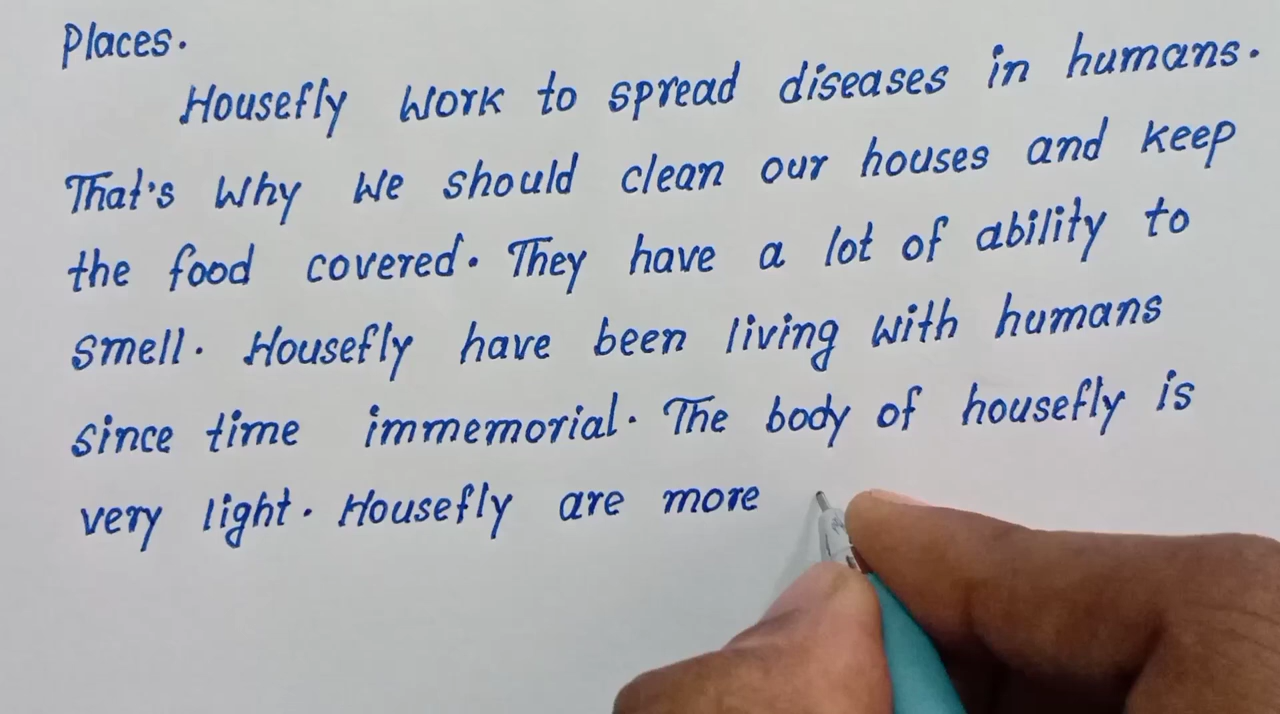 Places.
Housefly work to spread diseases in humans.
That's why we should clean our houses and keep
the food covered. They have a lot of ability to
smell. Housefly have been living with humans
since time immemorial. The body of housefly is
very light. Housefly are more